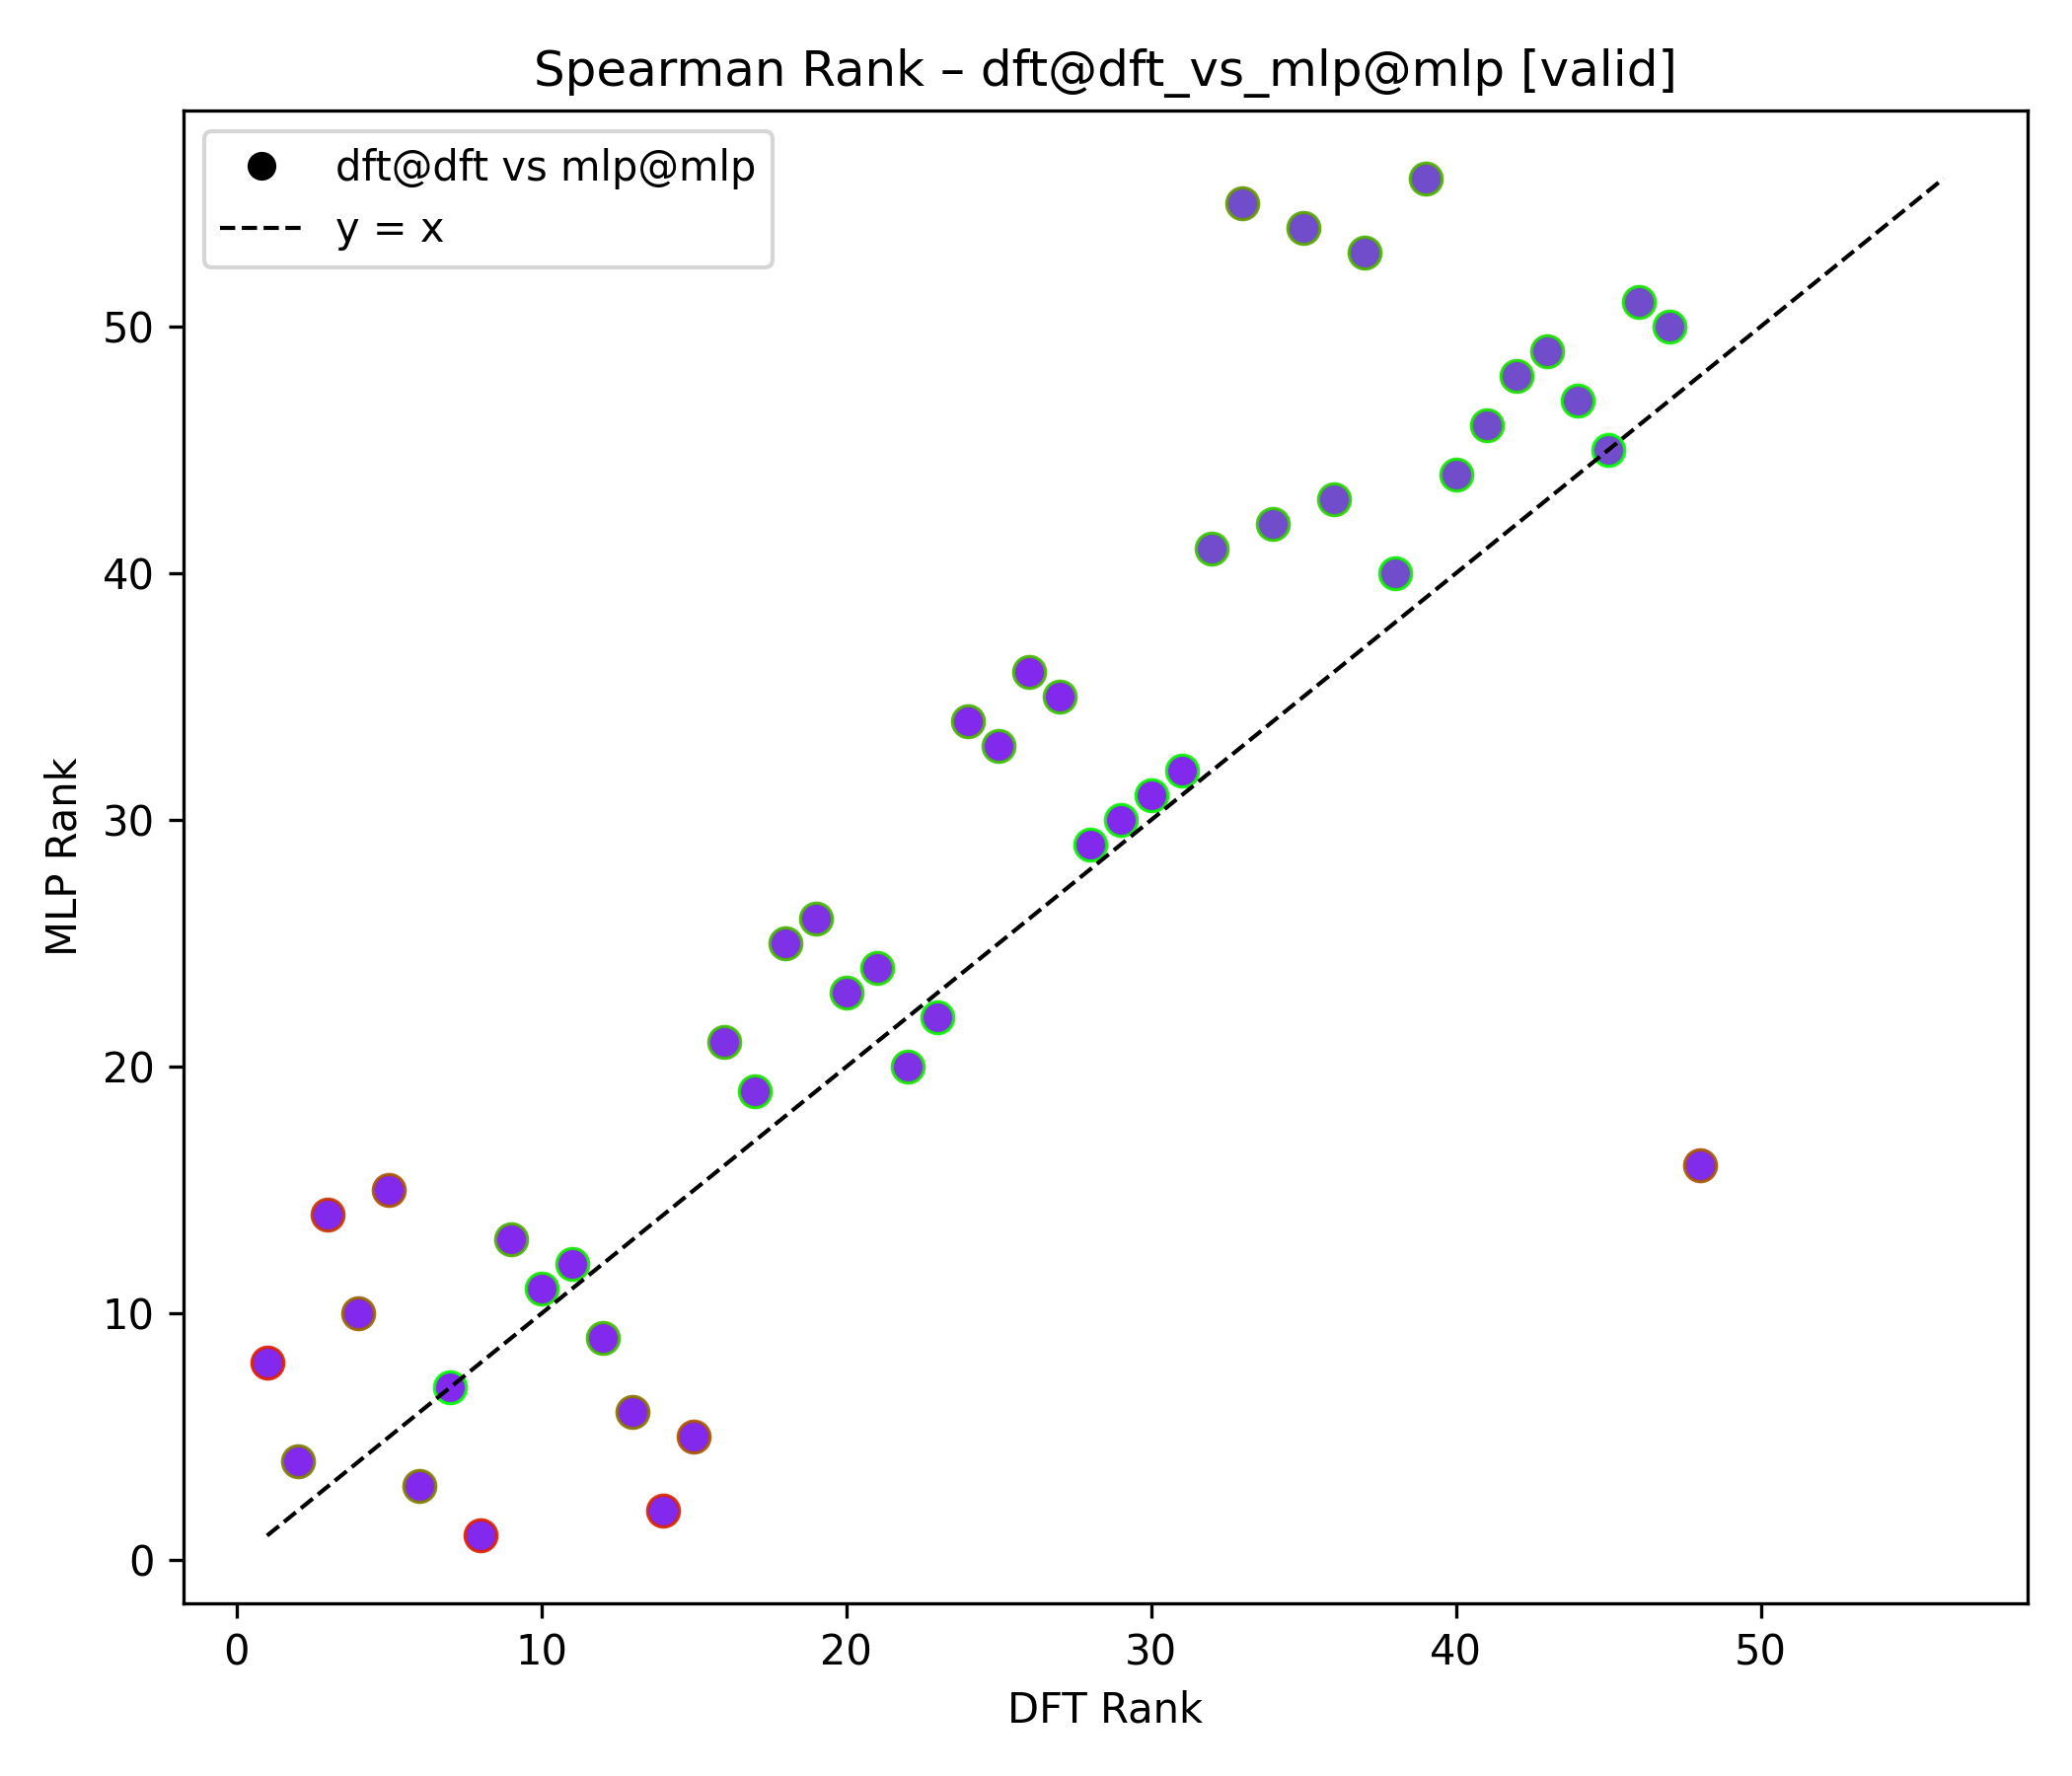 Spearman Rank – dft@dft_vs_mlp@mlp [valid]
dft@dft vs mlp@mlp
y = x
MLP Rank
50
40
30
20
10
0
0 10 20 30 40 50
DFT Rank